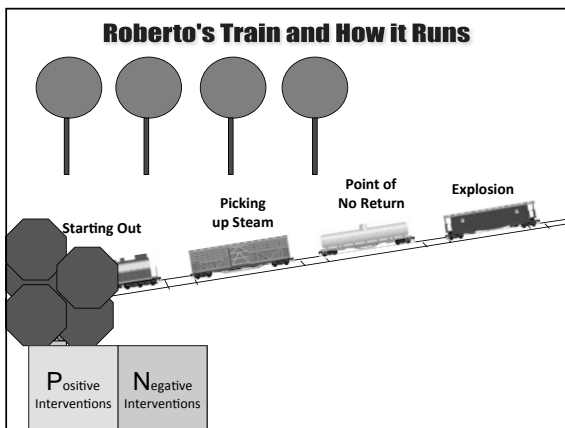 Roberto's Train and How it Runs
Starting Out
Picking
up Steam
Point of
No Return
Explosion
Positive
Interventions
Negative
Interventions